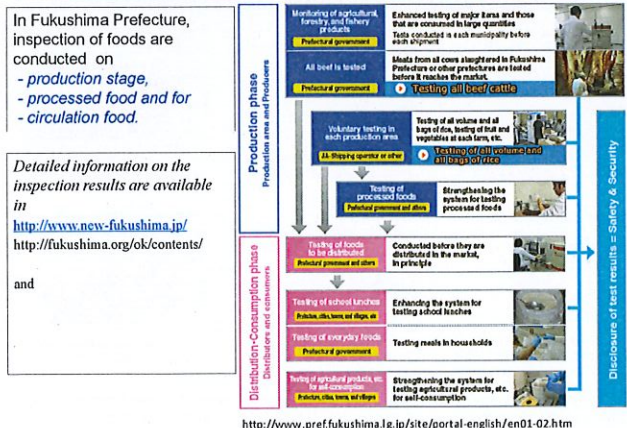 In Fukushima Prefecture,
inspection of foods are
conducted on
- production stage,
- processed food and for
- circulation food.
Detailed information on the
inspection results are available
in
http://www.new-fukushima.jp/
http://fukushima.org/ok/contents/
and
Production phase
Production area and Producers
Monitoring of agricultural,
forestry, and fishery
products
Prefectural government
Enhanced testing of major items and those
that are consumed in large quantities
Tests conducted in each municipality before
each shipment
All beef is tested
Prefectural government
Meats from all cows slaughtered in Fukushima
Prefecture or other prefectures are tested
before it reaches the market.
Testing all beef cattle
Voluntary testing in
each production area
JA-Shipping operator or other
Testing of all volume and all
bags of rice, testing of fruit and
vegetables at each farm, etc.
Testing of all volume and
all bags of rice
Testing of
processed foods
Prefectural government and others
Strengthening the
system for testing
processed foods
Distribution-Consumption phase
Distributors and consumers
Testing of foods
to be distributed
Prefectural government and others
Conducted before they are
distributed in the market,
in principle
Testing of school lunches
Prefecture, cities, towns, and villages, etc
Enhancing the system for
testing school lunches
Testing of everyday foods
Prefectural government
Testing meals in households
Testing of agricultural products, etc.
for self-consumption
Prefecture, cities, towns, and villages
Strengthening the system for
testing agricultural products, etc.
for self-consumption
Disclosure of test results = Safety & Security
http://www.pref.fukushima.lg.jp/site/portal-english/en01-02.htm